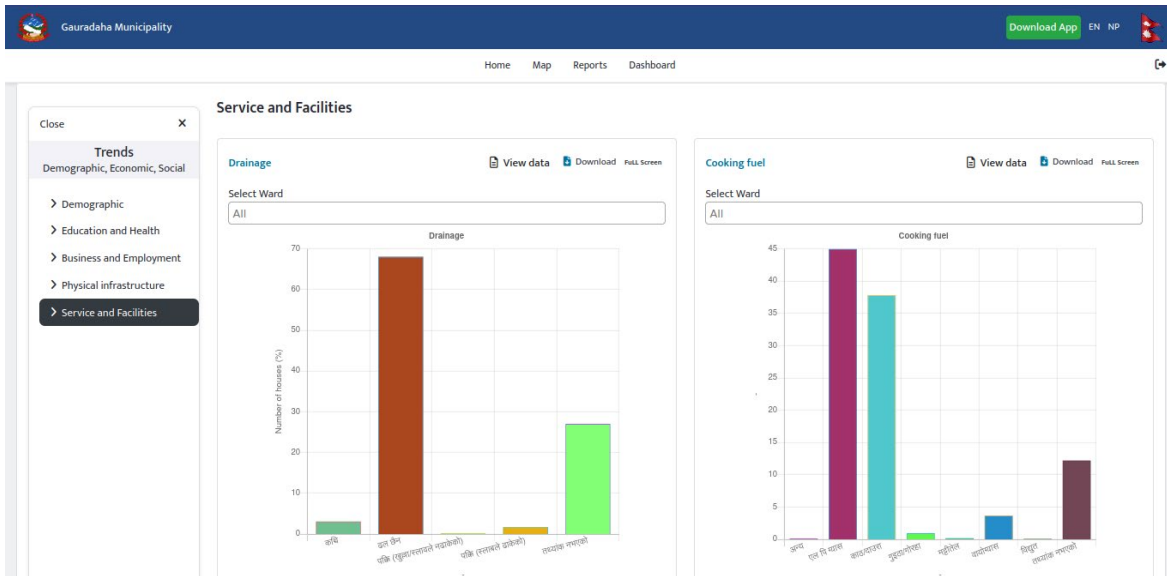 Gauradaha Municipality
Download App EN NP
Home Map Reports Dashboard
Close x
Trends
Demographic, Economic, Social
Demographic
Education and Health
Business and Employment
Physical infrastructure
Service and Facilities
Service and Facilities
Drainage
View data Download FuLL Screen
Select Ward
All
Drainage
Number of houses (%)
70
60
50
40
30
20
10
0
कच्चि
ढल छैन
पक्कि (खुल्ला/स्लाबले नढाकेको)
पक्कि (स्लाबले ढाकेको)
तथ्यांक नभएको
Cooking fuel
View data Download FuLL Screen
Select Ward
All
Cooking fuel
45
40
35
30
25
20
15
10
5
0
अन्य
एल पि ग्यास
काठ/दाउरा
गुइठा/गोरहा
मट्टीतेल
वायोग्यास
विद्युत
तथ्यांक नभएको